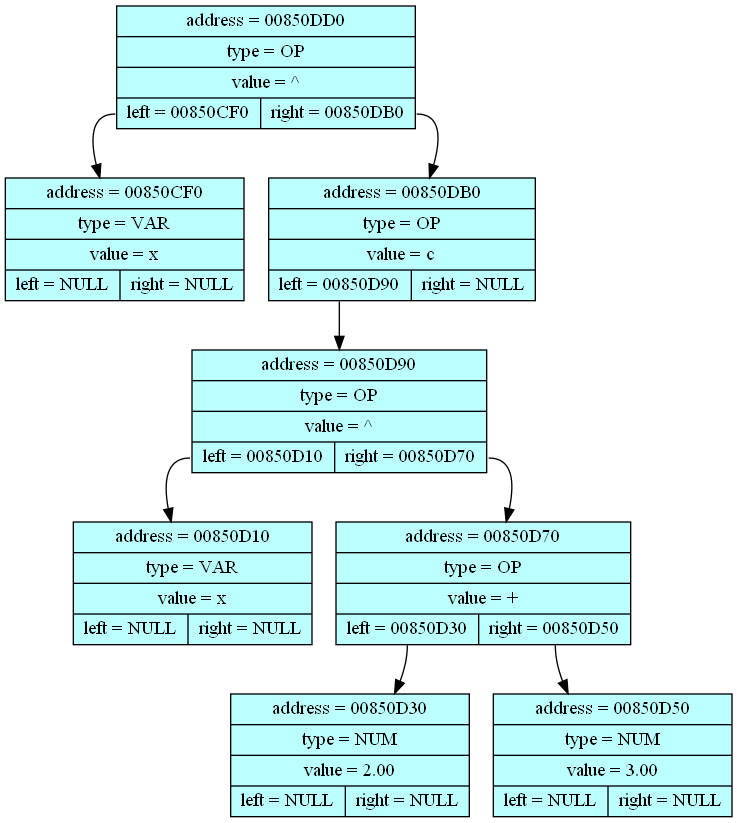 address = 00850DD0
type = OP
value = ^
left = 00850CF0 right = 00850DB0
address = 00850CF0
type = VAR
value = x
left = NULL right = NULL
address = 00850DB0
type = OP
value = c
left = 00850D90 right = NULL
address = 00850D90
type = OP
value = ^
left = 00850D10 right = 00850D70
address = 00850D10
type = VAR
value = x
left = NULL right = NULL
address = 00850D70
type = OP
value = +
left = 00850D30 right = 00850D50
address = 00850D30
type = NUM
value = 2.00
left = NULL right = NULL
address = 00850D50
type = NUM
value = 3.00
left = NULL right = NULL